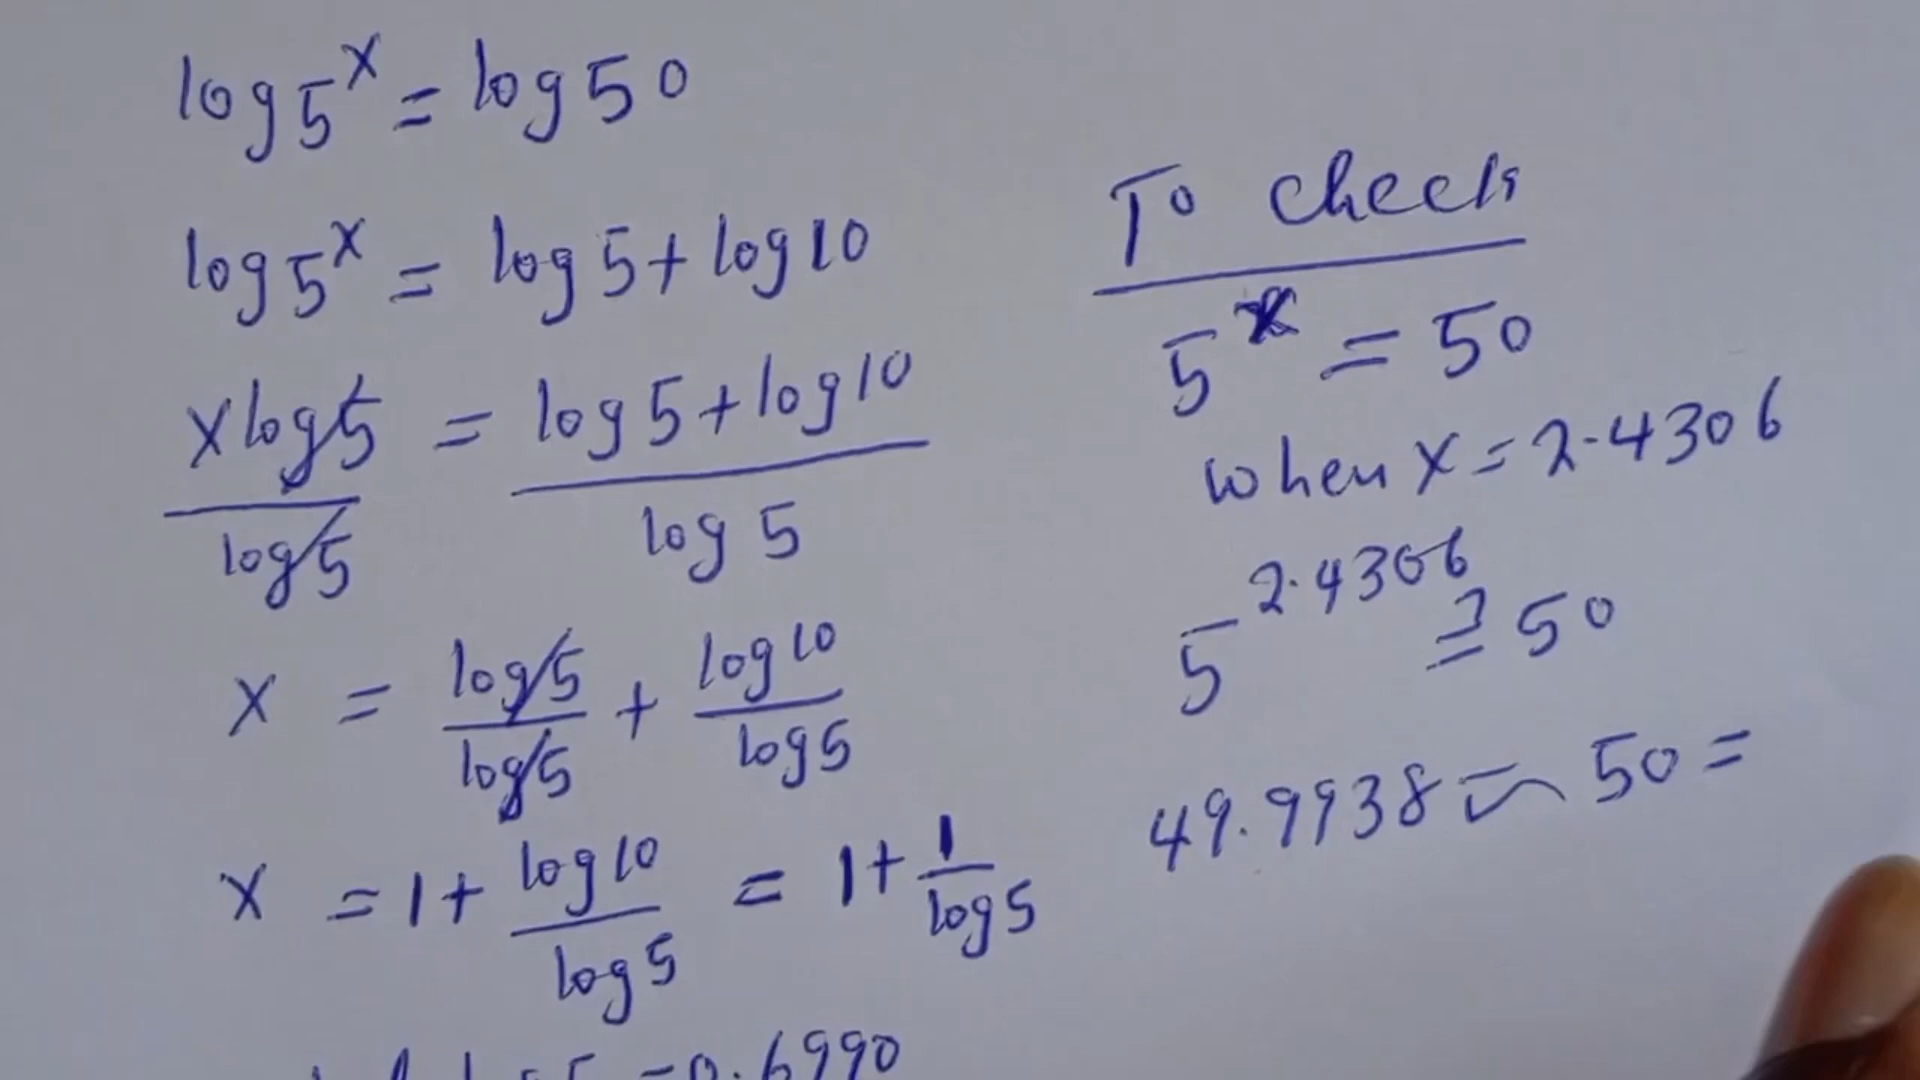 log 5^x = log 50
log 5^x = log 5 + log 10
x log 5 / log 5 = (log 5 + log 10) / log 5
x = log 5 / log 5 + log 10 / log 5
x = 1 + log 10 / log 5 = 1 + 1 / log 5
= 0.6990
To check
5^x = 50
when x = 2.4306
5^2.4306 = 50
49.9938 ≈ 50 =